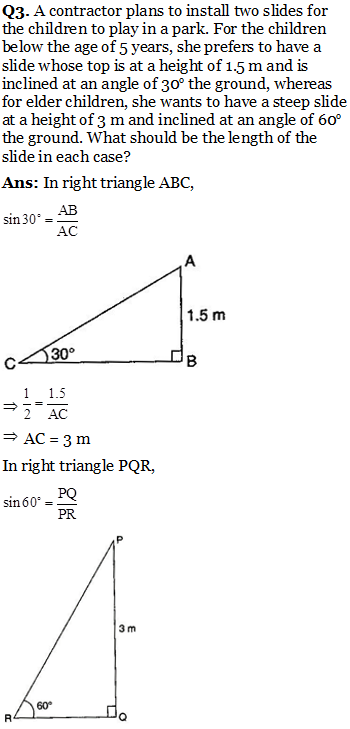 Q3. A contractor plans to install two slides for
the children to play in a park. For the children
below the age of 5 years, she prefers to have a
slide whose top is at a height of 1.5 m and is
inclined at an angle of 30° the ground, whereas
for elder children, she wants to have a steep slide
at a height of 3 m and inclined at an angle of 60°
the ground. What should be the length of the
slide in each case?
Ans: In right triangle ABC,
sin 30° = AB/AC
A
1.5 m
30°
C
B
⇒ 1/2 = 1.5/AC
⇒ AC = 3 m
In right triangle PQR,
sin 60° = PQ/PR
P
3 m
60°
R
Q